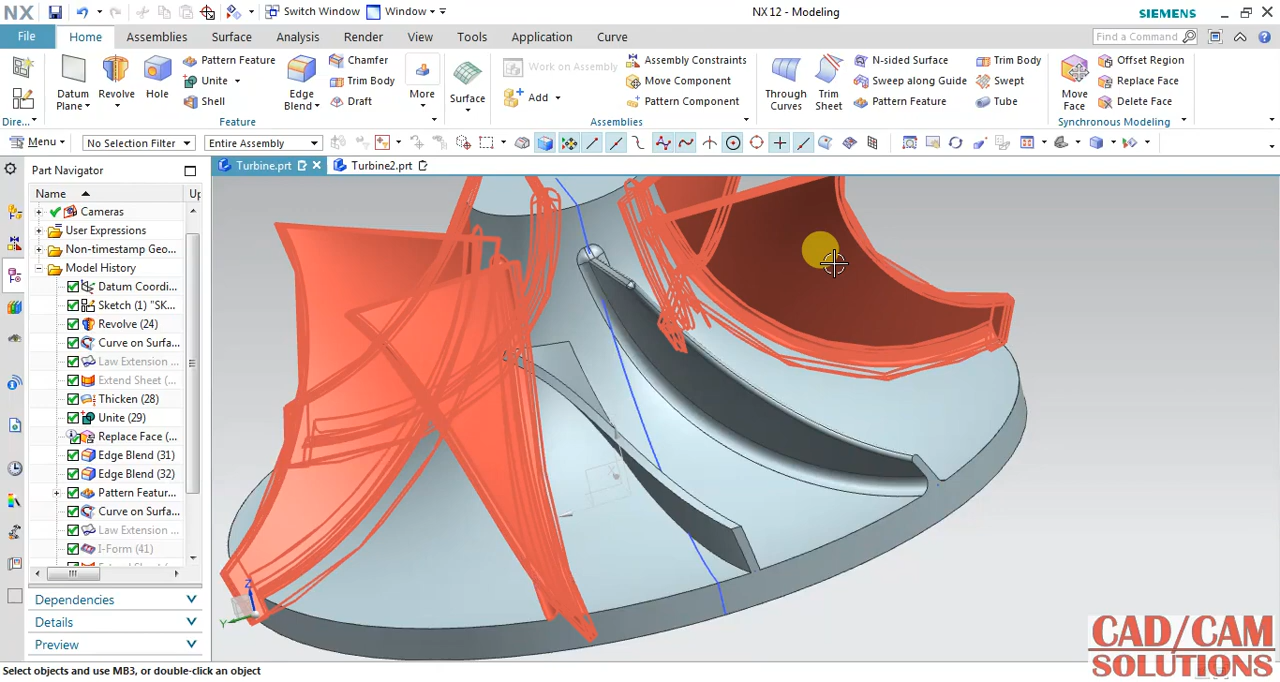 NX
Switch Window
Window
NX 12 - Modeling
SIEMENS
File
Home
Assemblies
Surface
Analysis
Render
View
Tools
Application
Curve
Find a Command
Datum Plane
Revolve
Hole
Pattern Feature
Unite
Shell
Edge Blend
Chamfer
Trim Body
Draft
More
Surface
Work on Assembly
Add
Assembly Constraints
Move Component
Pattern Component
Through Curves
Trim Sheet
N-sided Surface
Sweep along Guide
Pattern Feature
Trim Body
Swept
Tube
Move Face
Offset Region
Replace Face
Delete Face
Dire...
Feature
Assemblies
Synchronous Modeling
Menu
No Selection Filter
Entire Assembly
Turbine.prt
Turbine2.prt
Part Navigator
Name
Up
Cameras
User Expressions
Non-timestamp Geo...
Model History
Datum Coordi...
Sketch (1) "SK...
Revolve (24)
Curve on Surfa...
Law Extension ...
Extend Sheet (...
Thicken (28)
Unite (29)
Replace Face (...
Edge Blend (31)
Edge Blend (32)
Pattern Featur...
Curve on Surfa...
Law Extension ...
I-Form (41)
Dependencies
Details
Preview
Z
Y
Select objects and use MB3, or double-click an object
CAD/CAM
SOLUTIONS